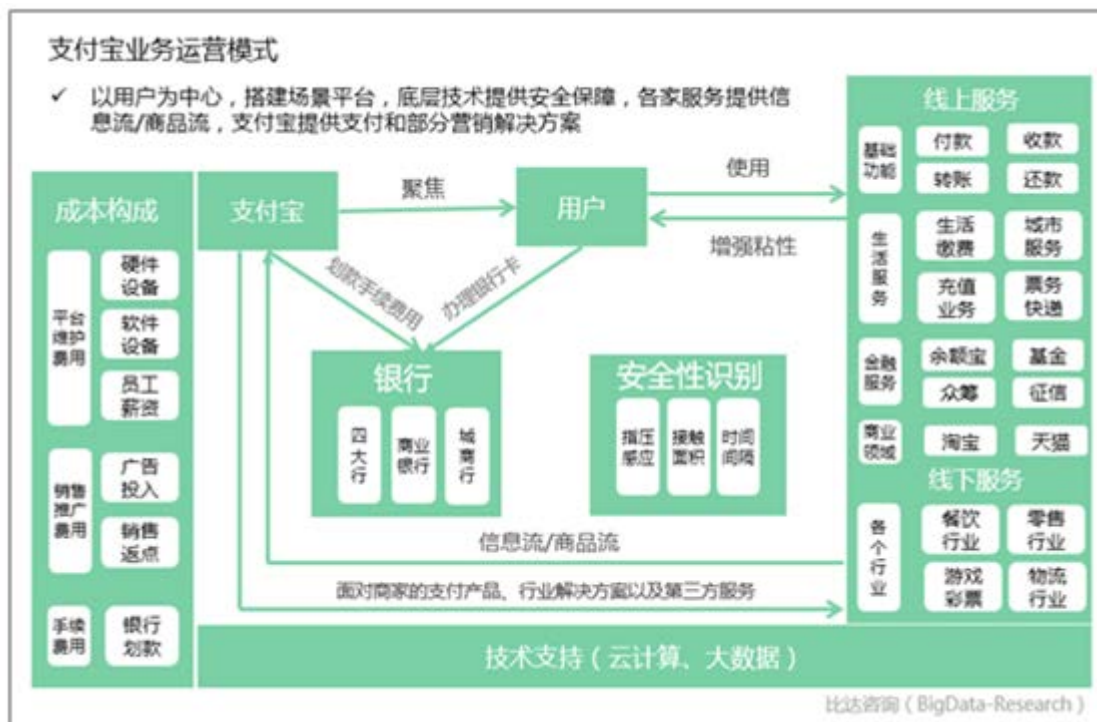 支付宝业务运营模式
✓ 以用户为中心，搭建场景平台，底层技术提供安全保障，各家服务提供信
息流/商品流，支付宝提供支付和部分营销解决方案
成本构成
平台
维护
费用
硬件
设备
软件
设备
员工
薪资
销售
推广
费用
广告
投入
销售
返点
手续
费用
银行
划款
支付宝
聚焦
用户
使用
增强粘性
划款手续费用
办理银行卡
银行
四
大
行
商业
银行
城
商
行
安全性识别
指压
感应
接触
面积
时间
间隔
信息流/商品流
面对商家的支付产品、行业解决方案以及第三方服务
技术支持（云计算、大数据）
线上服务
基础
功能
付款
收款
转账
还款
生
活
服
务
生活
缴费
城市
服务
充值
业务
票务
快递
金融
服务
余额宝
基金
众筹
征信
商业
领域
淘宝
天猫
线下服务
各
个
行
业
餐饮
行业
零售
行业
游戏
彩票
物流
行业
比达咨询（BigData-Research）